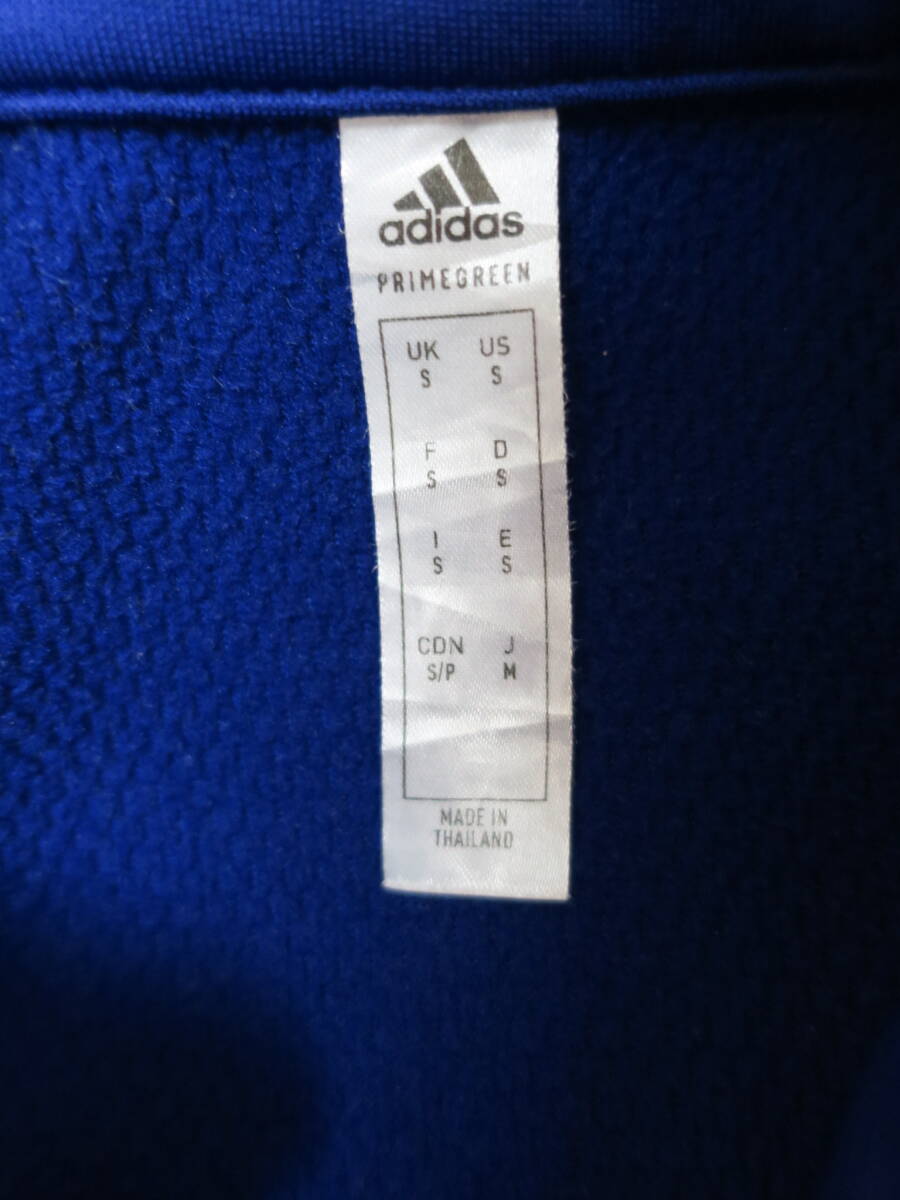 adidas
PRIMEGREEN
UK US
S S
F D
S S
I E
S S
CDN J
S/P M
MADE IN
THAILAND